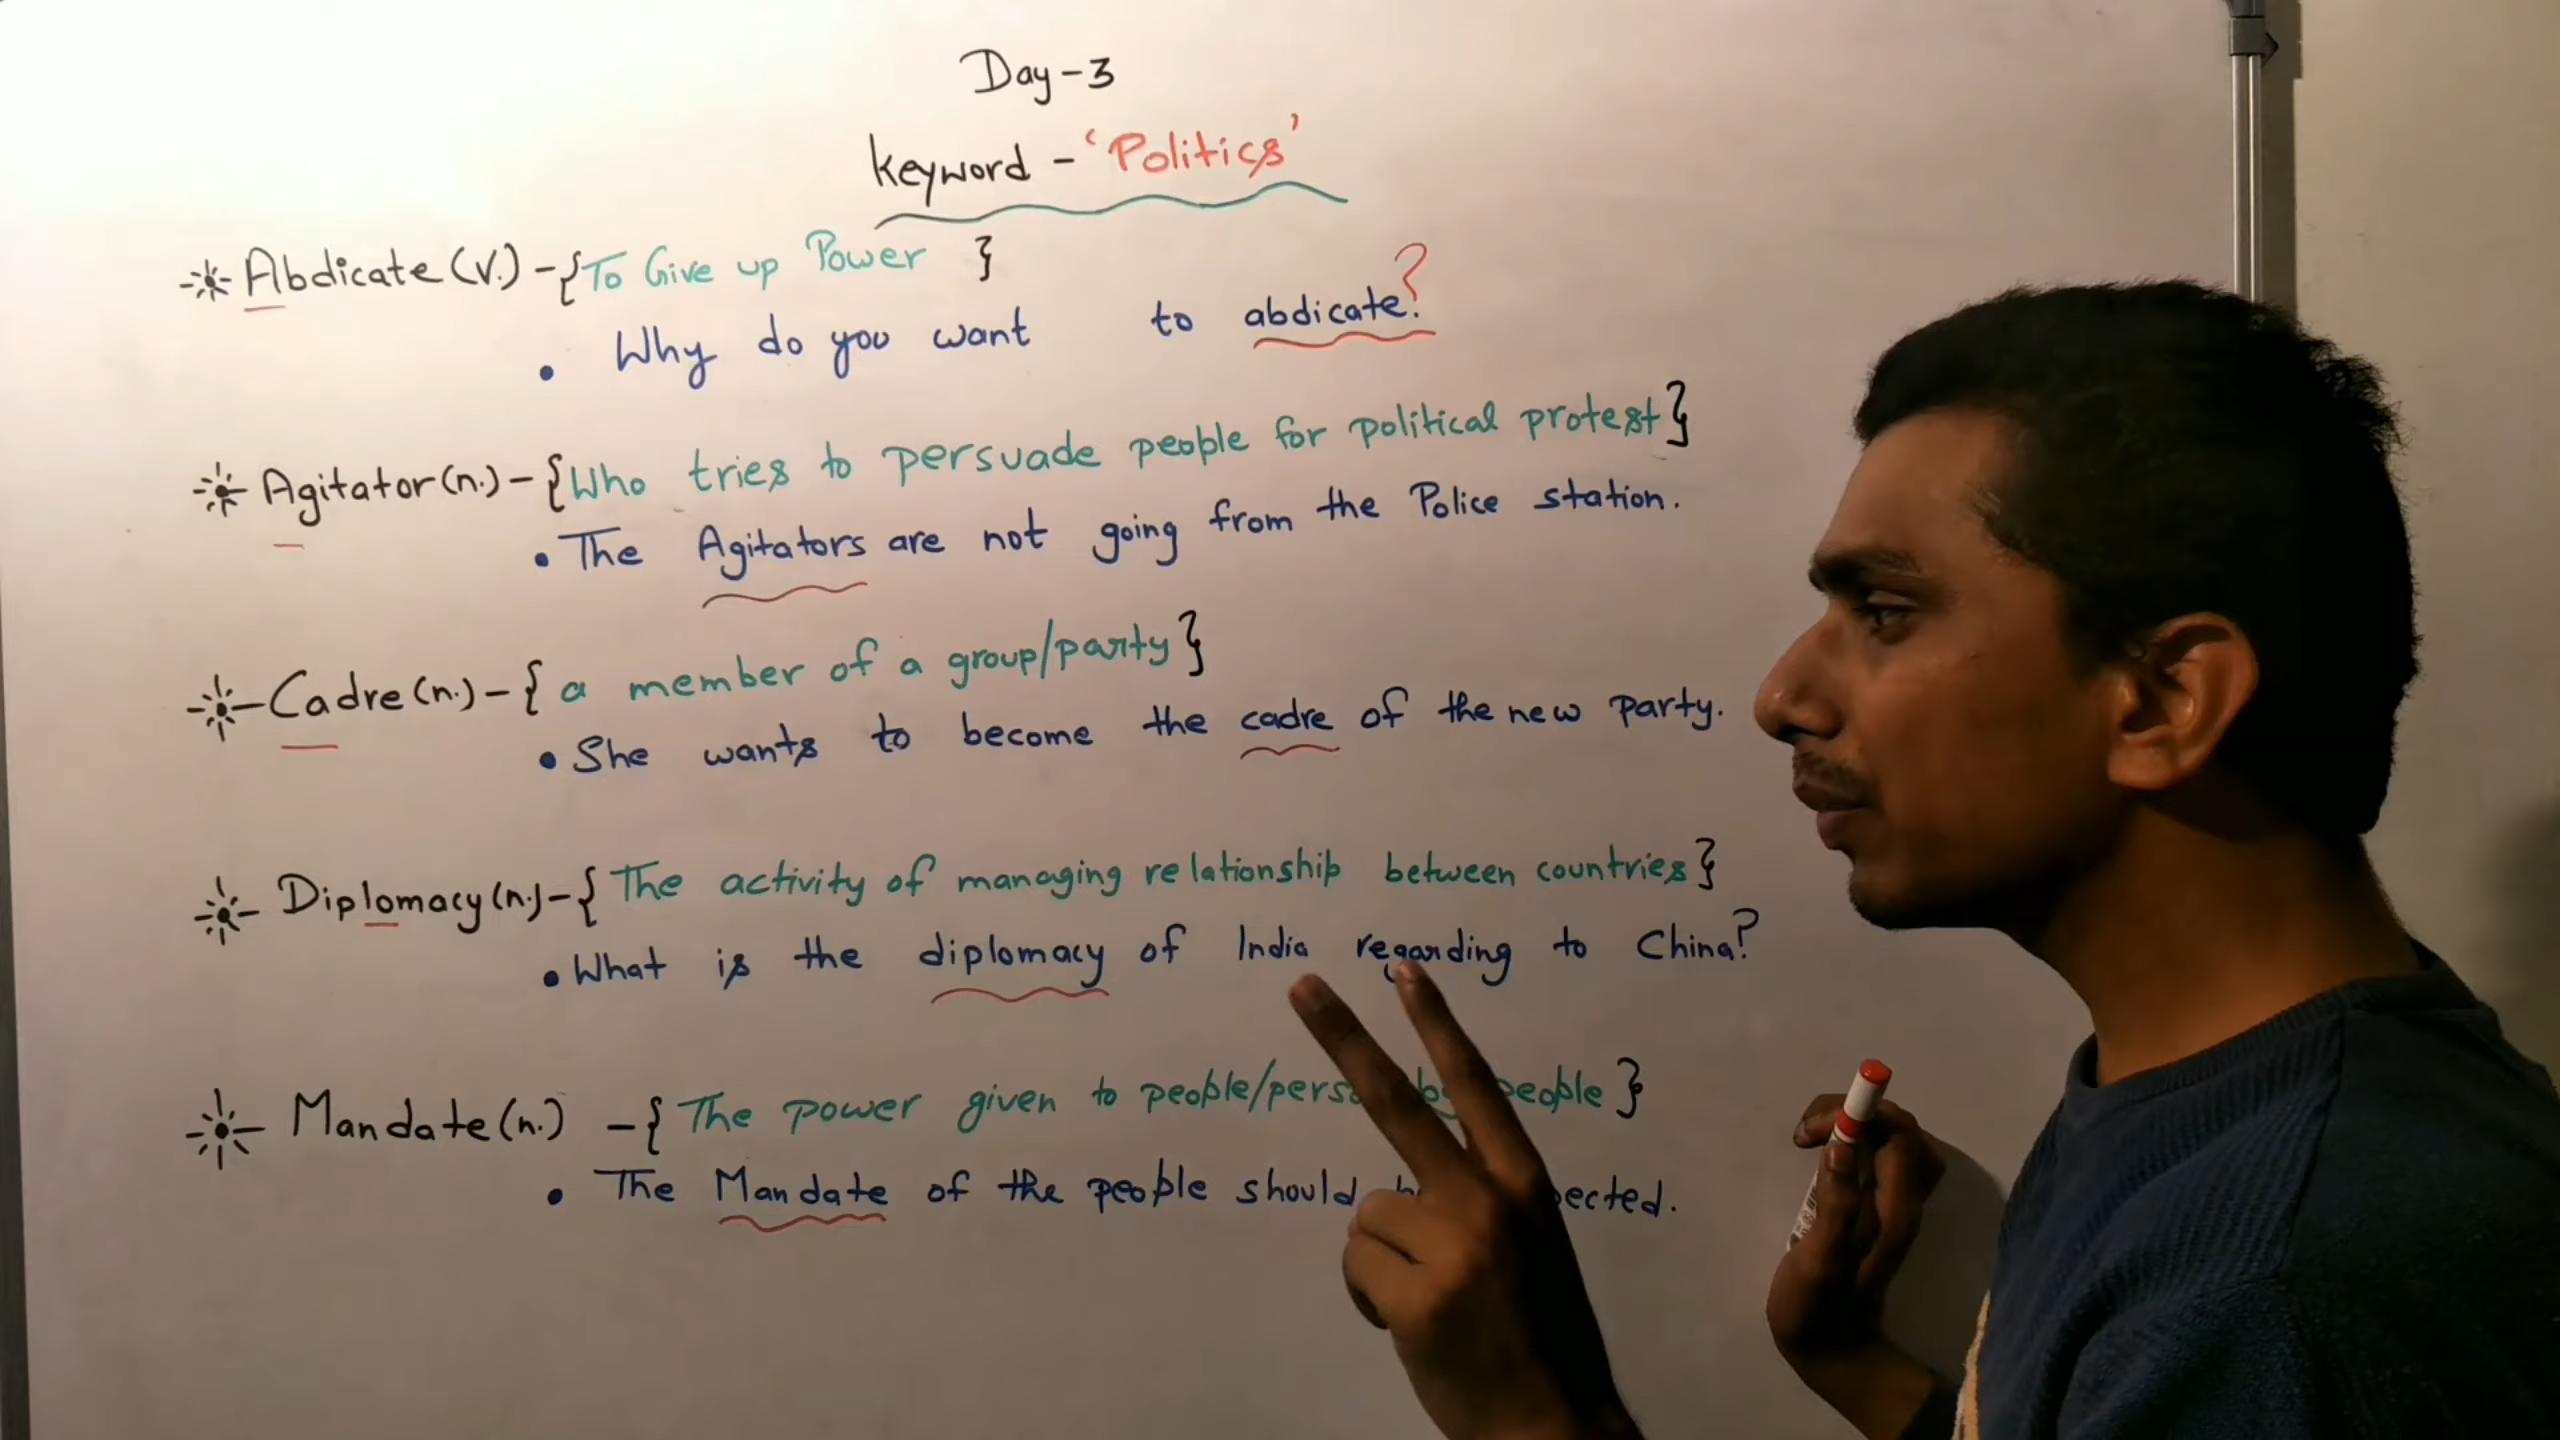 Day-3
Keyword - 'Politics'
Abdicate (v.) - {To Give up Power }
• Why do you want to abdicate?
Agitator (n.) - {Who tries to persuade people for political protest}
• The Agitators are not going from the Police station.
Cadre (n.) - { a member of a group/party}
• She wants to become the cadre of the new party.
Diplomacy (n.) - { The activity of managing relationship between countries}
• What is the diplomacy of India regarding to China?
Mandate (n.) - { The power given to people/ people }
• The Mandate of the people should